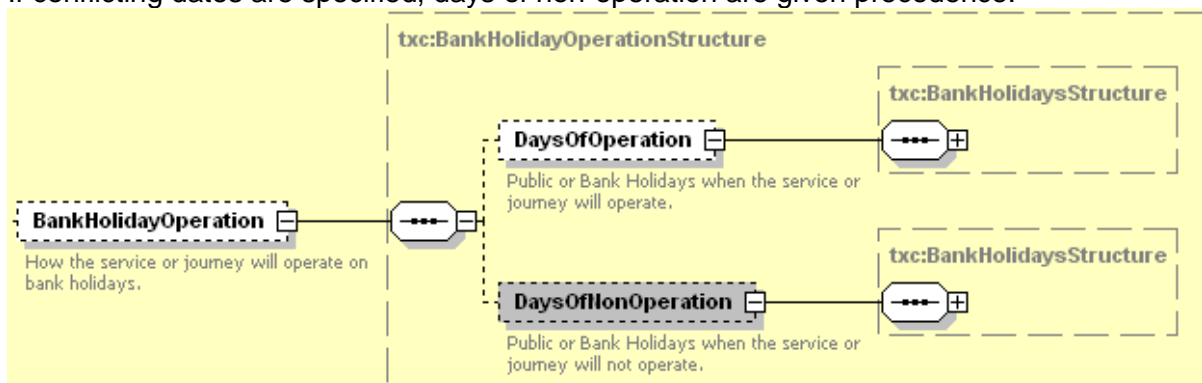 If conflicting dates are specified, days of non-operation are given precedence.
txc:BankHolidayOperationStructure
txc:BankHolidaysStructure
DaysOfOperation
Public or Bank Holidays when the service or
journey will operate.
BankHolidayOperation
How the service or journey will operate on
bank holidays.
txc:BankHolidaysStructure
DaysOfNonOperation
Public or Bank Holidays when the service or
journey will not operate.